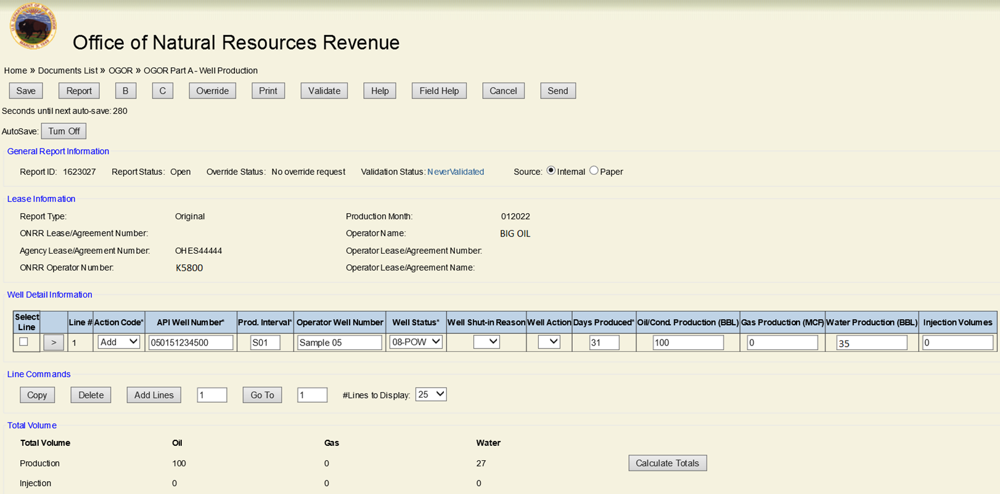 U.S. DEPARTMENT OF THE INTERIOR
MARCH 3, 1849
Office of Natural Resources Revenue
Home » Documents List » OGOR » OGOR Part A - Well Production
Save Report B C Override Print Validate Help Field Help Cancel Send
Seconds until next auto-save: 280
AutoSave: Turn Off
General Report Information
Report ID: 1623027 Report Status: Open Override Status: No override request Validation Status: NeverValidated Source: Internal Paper
Lease Information
Report Type: Original Production Month: 012022
ONRR Lease/Agreement Number: Operator Name: BIG OIL
Agency Lease/Agreement Number: OHES44444 Operator Lease/Agreement Number:
ONRR Operator Number: K5800 Operator Lease/Agreement Name:
Well Detail Information
Select Line Line # Action Code* API Well Number* Prod. Interval* Operator Well Number Well Status* Well Shut-in Reason Well Action Days Produced* Oil/Cond. Production (BBL) Gas Production (MCF) Water Production (BBL) Injection Volumes
> 1 Add 050151234500 S01 Sample 05 08-POW 31 100 0 35 0
Line Commands
Copy Delete Add Lines 1 Go To 1 #Lines to Display: 25
Total Volume
Total Volume Oil Gas Water
Production 100 0 27 Calculate Totals
Injection 0 0 0